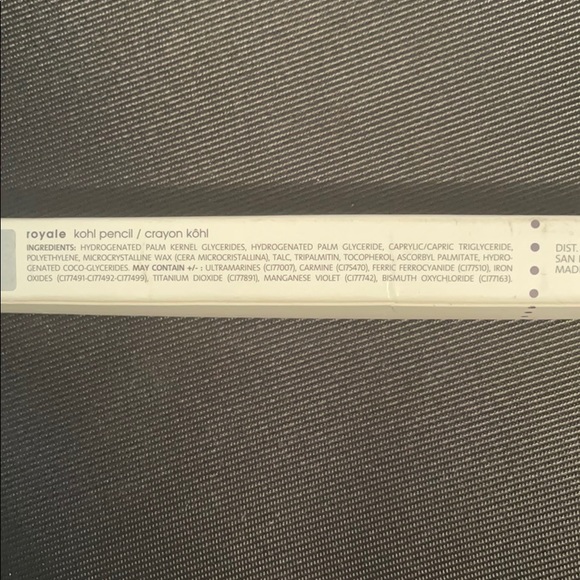 royale kohl pencil / crayon kôhl
INGREDIENTS: HYDROGENATED PALM KERNEL GLYCERIDES, HYDROGENATED PALM GLYCERIDE, CAPRYLIC/CAPRIC TRIGLYCERIDE,
POLYETHYLENE, MICROCRYSTALLINE WAX (CERA MICROCRISTALLINA), TALC, TRIPALMITIN, TOCOPHEROL, ASCORBYL PALMITATE, HYDRO-
GENATED COCO-GLYCERIDES. MAY CONTAIN +/- : ULTRAMARINES (CI77007), CARMINE (CI75470), FERRIC FERROCYANIDE (CI77510), IRON
OXIDES (CI77491-CI77492-CI77499), TITANIUM DIOXIDE (CI77891), MANGANESE VIOLET (CI77742), BISMUTH OXYCHLORIDE (CI77163).
DIST.
SAN
MAD